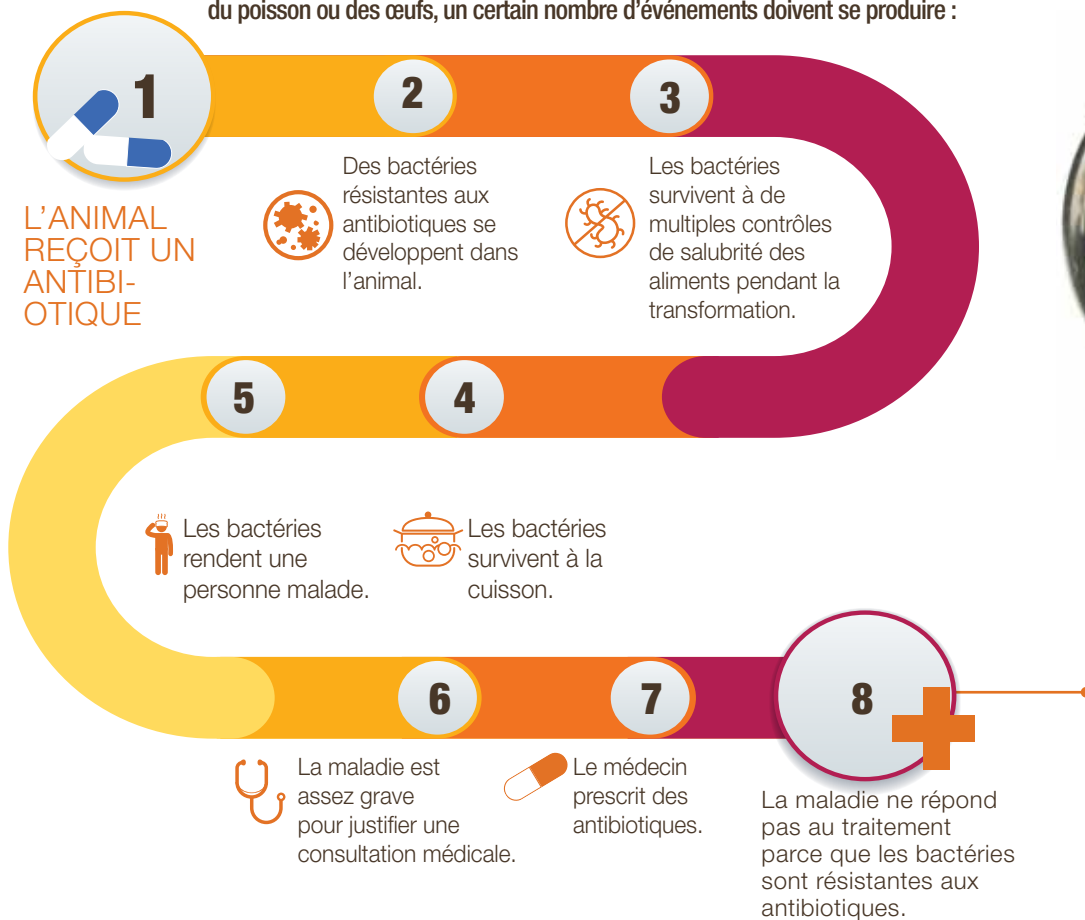 du poisson ou des œufs, un certain nombre d’événements doivent se produire :
1
L’ANIMAL
REÇOIT UN
ANTIBI-
OTIQUE
2
Des bactéries
résistantes aux
antibiotiques se
développent dans
l’animal.
3
Les bactéries
survivent à de
multiples contrôles
de salubrité des
aliments pendant la
transformation.
4
Les bactéries
survivent à la
cuisson.
5
Les bactéries
rendent une
personne malade.
6
La maladie est
assez grave
pour justifier une
consultation médicale.
7
Le médecin
prescrit des
antibiotiques.
8
La maladie ne répond
pas au traitement
parce que les bactéries
sont résistantes aux
antibiotiques.